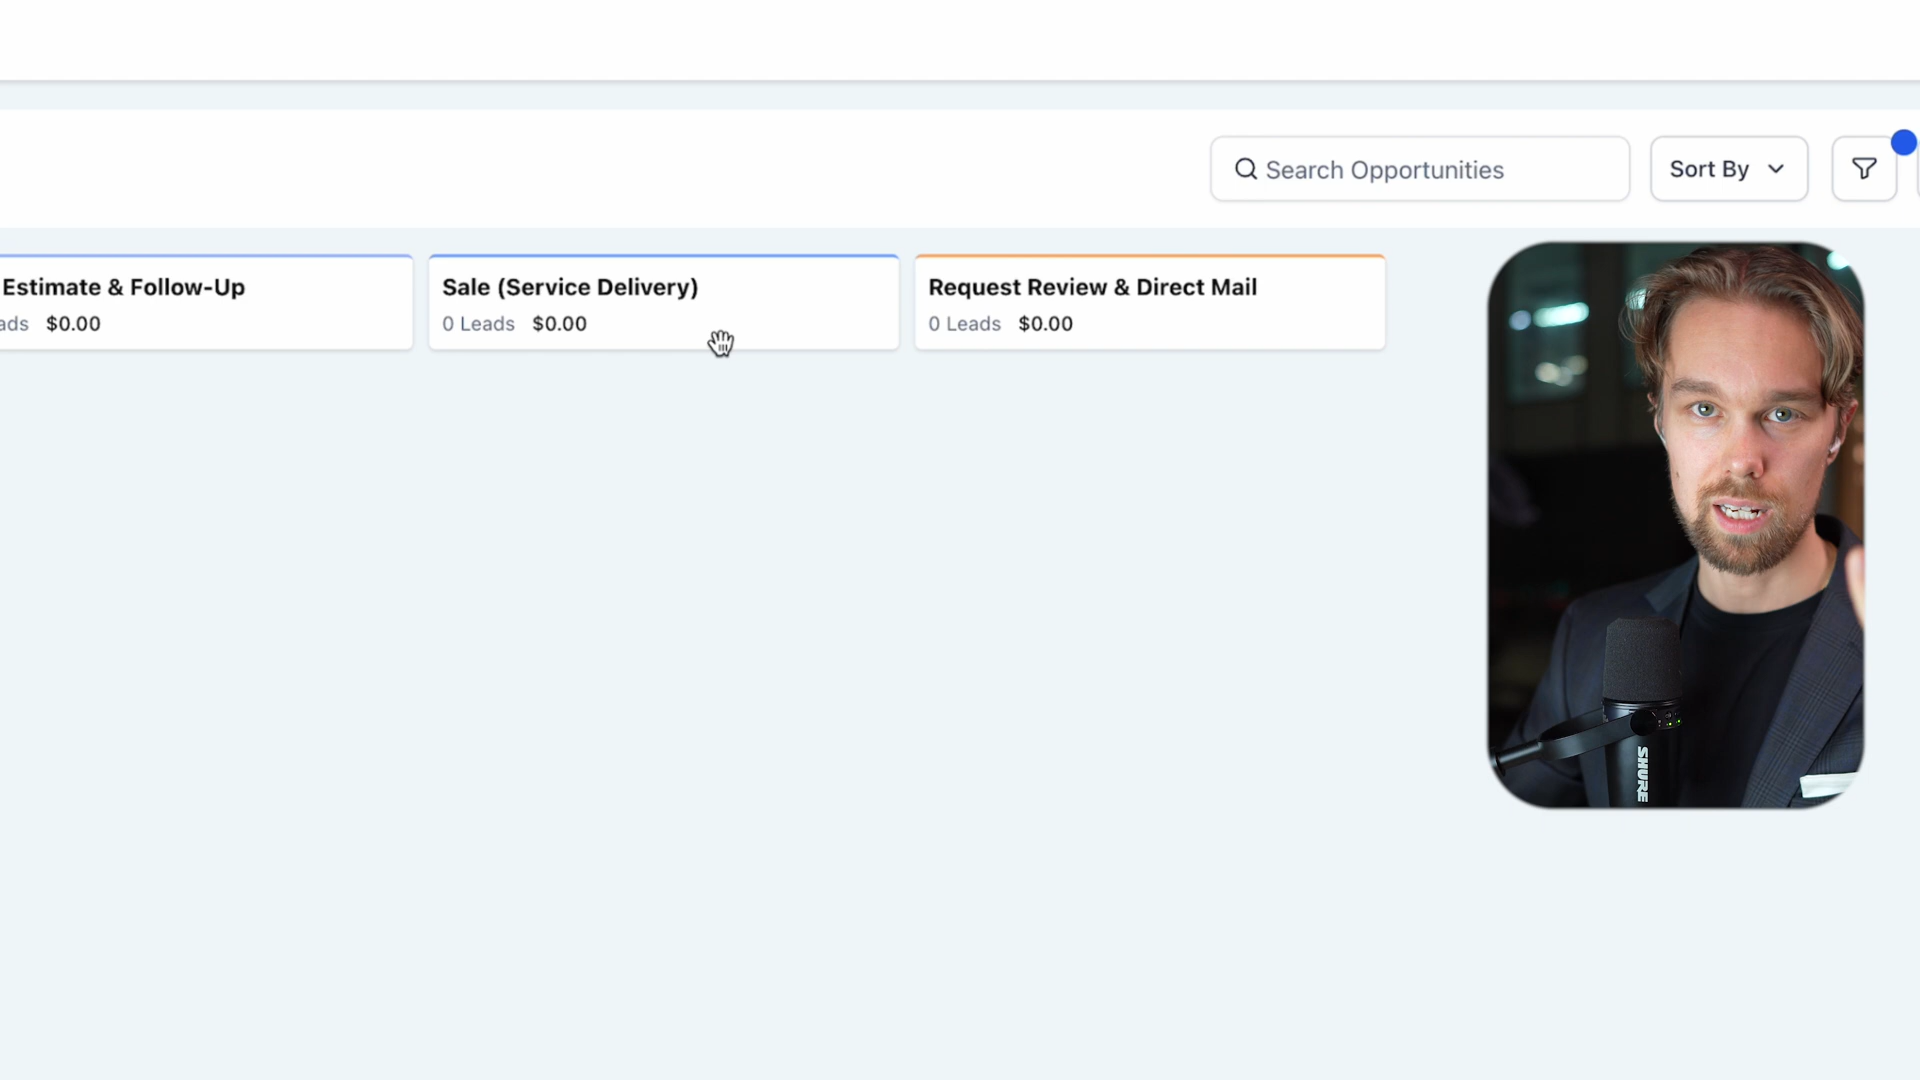 Search Opportunities
Sort By
Estimate & Follow-Up
ads $0.00
Sale (Service Delivery)
0 Leads $0.00
Request Review & Direct Mail
0 Leads $0.00
SHURE